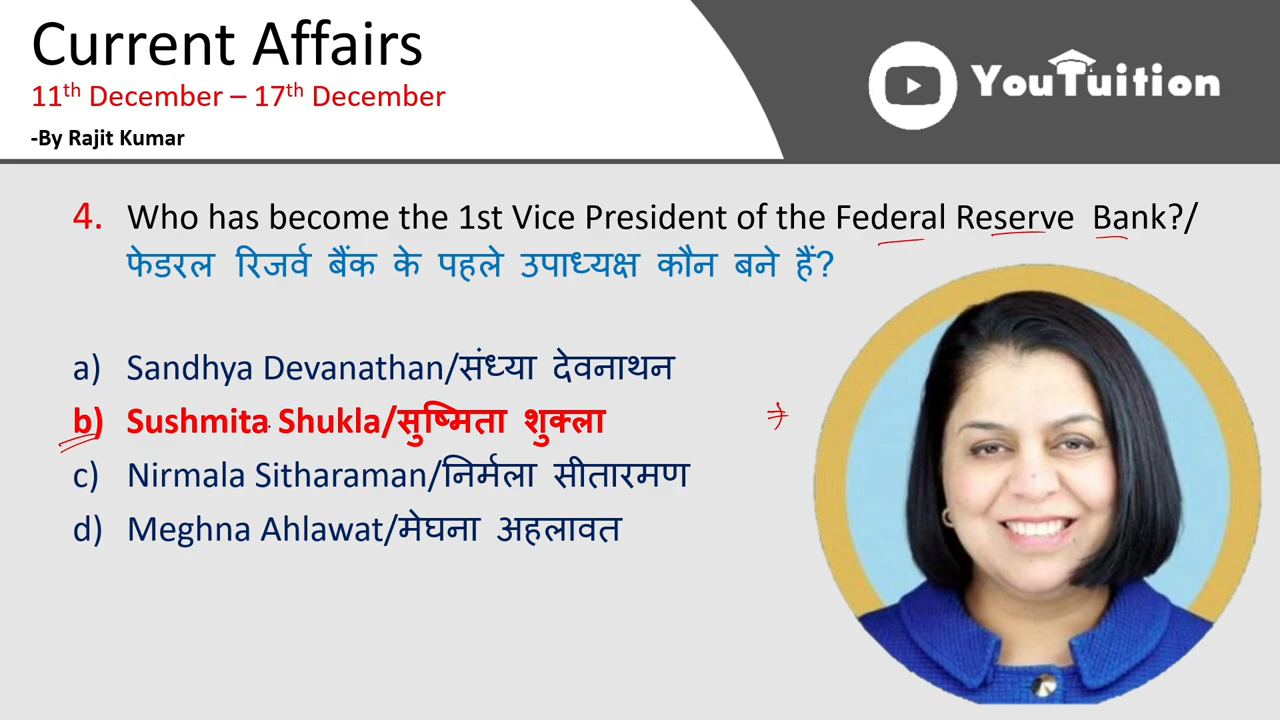 Current Affairs
YouTuition
11th December – 17th December
-By Rajit Kumar
4. Who has become the 1st Vice President of the Federal Reserve Bank?/
फेडरल रिजर्व बैंक के पहले उपाध्यक्ष कौन बने हैं?
a) Sandhya Devanathan/संध्या देवनाथन
b) Sushmita Shukla/सुष्मिता शुक्ला
c) Nirmala Sitharaman/निर्मला सीतारमण
d) Meghna Ahlawat/मेघना अहलावत